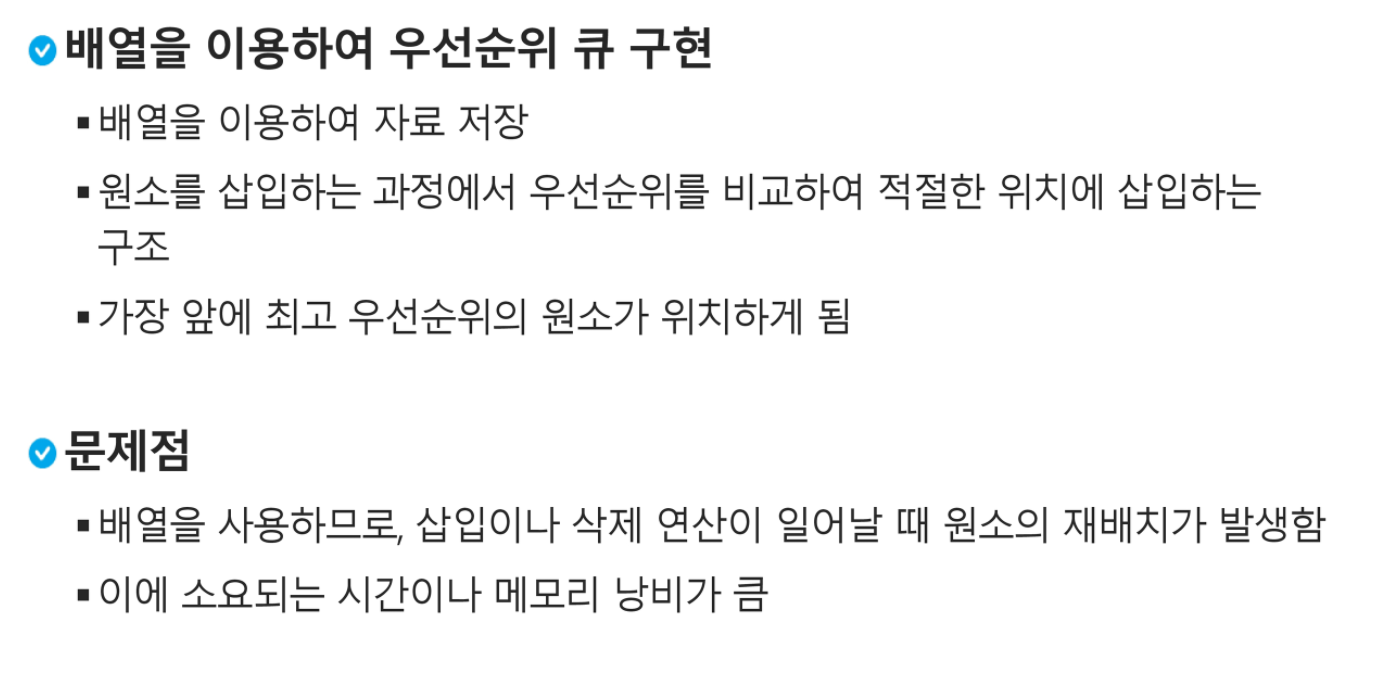 배열을 이용하여 우선순위 큐 구현
▪ 배열을 이용하여 자료 저장
▪ 원소를 삽입하는 과정에서 우선순위를 비교하여 적절한 위치에 삽입하는
구조
▪ 가장 앞에 최고 우선순위의 원소가 위치하게 됨
문제점
▪ 배열을 사용하므로, 삽입이나 삭제 연산이 일어날 때 원소의 재배치가 발생함
▪ 이에 소요되는 시간이나 메모리 낭비가 큼